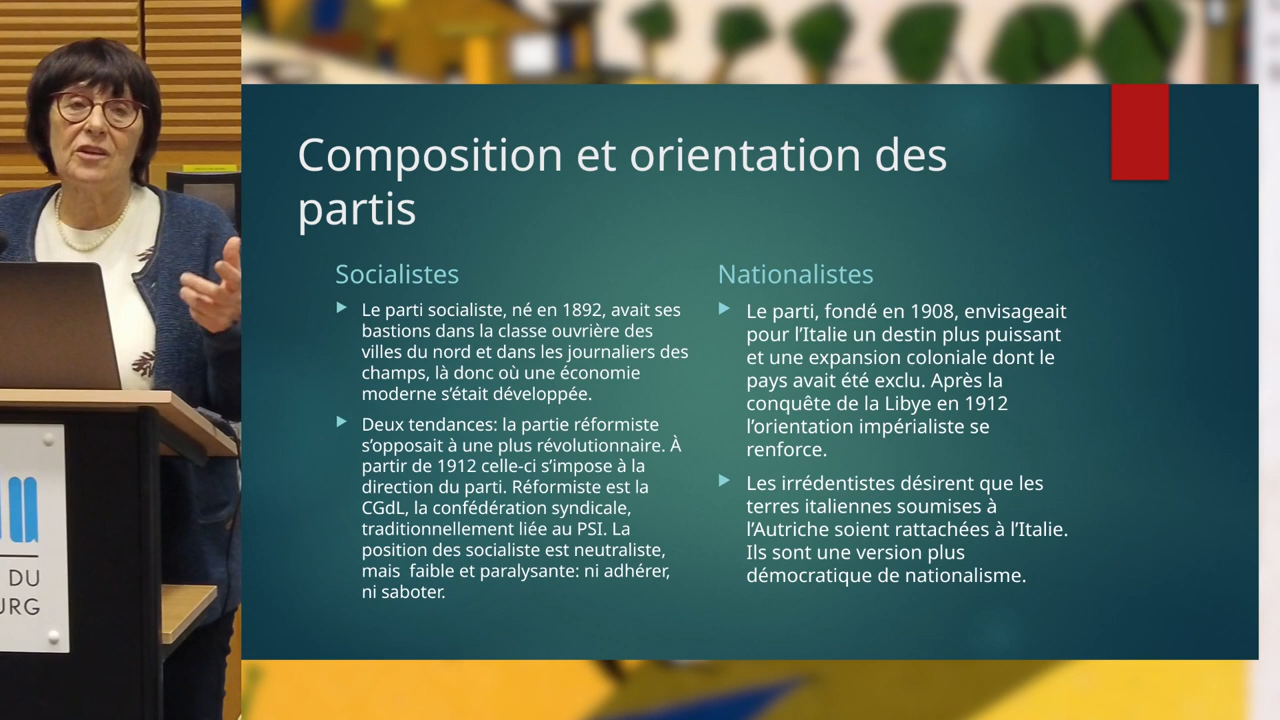 Composition et orientation des
partis
Socialistes
Le parti socialiste, né en 1892, avait ses
bastions dans la classe ouvrière des
villes du nord et dans les journaliers des
champs, là donc où une économie
moderne s’était développée.
Deux tendances: la partie réformiste
s’opposait à une plus révolutionnaire. À
partir de 1912 celle-ci s’impose à la
direction du parti. Réformiste est la
CGdL, la confédération syndicale,
traditionnellement liée au PSI. La
position des socialiste est neutraliste,
mais  faible et paralysante: ni adhérer,
ni saboter.
Nationalistes
Le parti, fondé en 1908, envisageait
pour l’Italie un destin plus puissant
et une expansion coloniale dont le
pays avait été exclu. Après la
conquête de la Libye en 1912
l’orientation impérialiste se
renforce.
Les irrédentistes désirent que les
terres italiennes soumises à
l’Autriche soient rattachées à l’Italie.
Ils sont une version plus
démocratique de nationalisme.
DU
URG